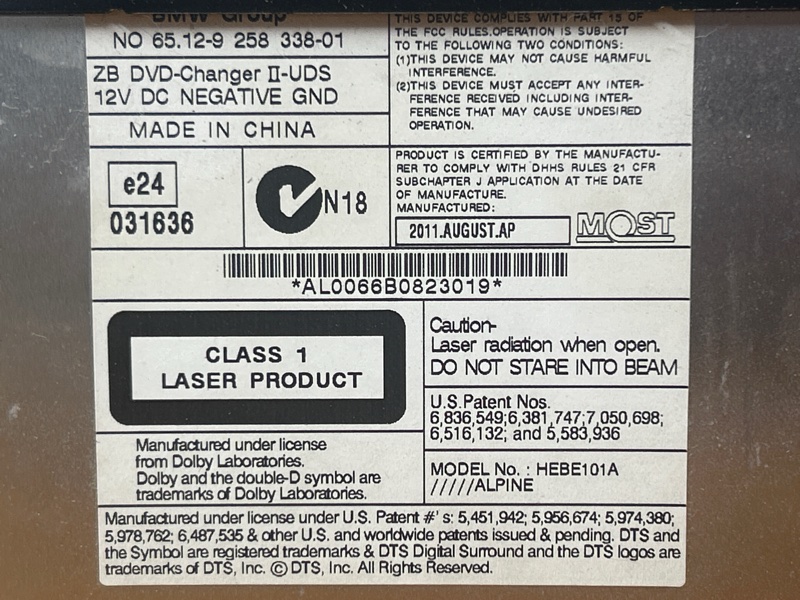 BMW Group
NO 65.12-9 258 338-01
ZB DVD-Changer II-UDS
12V DC NEGATIVE GND
MADE IN CHINA
e24
031636
N18
THIS DEVICE COMPLIES WITH PART 15 OF
THE FCC RULES.OPERATION IS SUBJECT
TO THE FOLLOWING TWO CONDITIONS:
(1)THIS DEVICE MAY NOT CAUSE HARMFUL
INTERFERENCE.
(2)THIS DEVICE MUST ACCEPT ANY INTER-
FERENCE RECEIVED INCLUDING INTER-
FERENCE THAT MAY CAUSE UNDESIRED
OPERATION.
PRODUCT IS CERTIFIED BY THE MANUFACTU-
RER TO COMPLY WITH DHHS RULES 21 CFR
SUBCHAPTER J APPLICATION AT THE DATE
OF MANUFACTURE.
MANUFACTURED:
2011.AUGUST.AP
MOST
*AL0066B0823019*
CLASS 1
LASER PRODUCT
Caution-
Laser radiation when open.
DO NOT STARE INTO BEAM
U.S.Patent Nos.
6,836,549;6,381,747;7,050,698;
6,516,132; and 5,583,936
Manufactured under license
from Dolby Laboratories.
Dolby and the double-D symbol are
trademarks of Dolby Laboratories.
MODEL No. : HEBE101A
/////ALPINE
Manufactured under license under U.S. Patent #' s: 5,451,942; 5,956,674; 5,974,380;
5,978,762; 6,487,535 & other U.S. and worldwide patents issued & pending. DTS and
the Symbol are registered trademarks & DTS Digital Surround and the DTS logos are
trademarks of DTS, Inc. © DTS, Inc. All Rights Reserved.